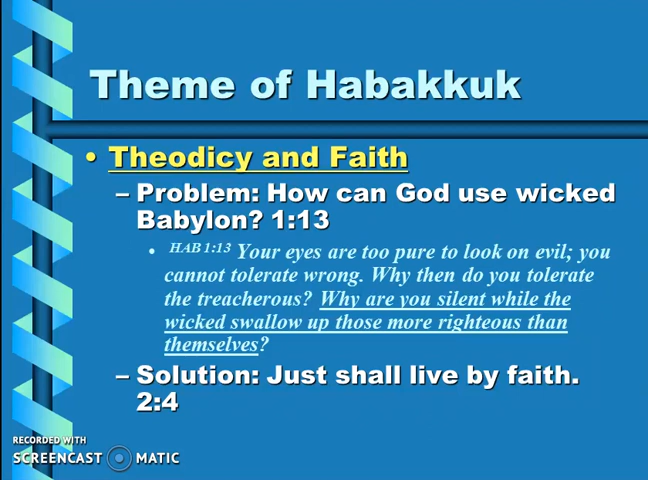 Theme of Habakkuk
• Theodicy and Faith
– Problem: How can God use wicked
Babylon? 1:13
• HAB 1:13 Your eyes are too pure to look on evil; you
cannot tolerate wrong. Why then do you tolerate
the treacherous? Why are you silent while the
wicked swallow up those more righteous than
themselves?
– Solution: Just shall live by faith.
2:4
RECORDED WITH
SCREENCAST MATIC